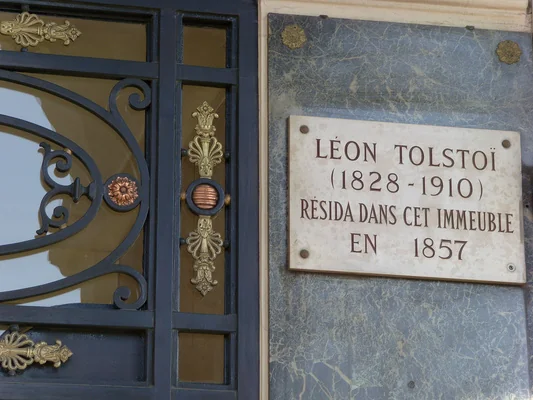 LÉON TOLSTOÏ
(1828-1910)
RÉSIDA DANS CET IMMEUBLE
EN 1857